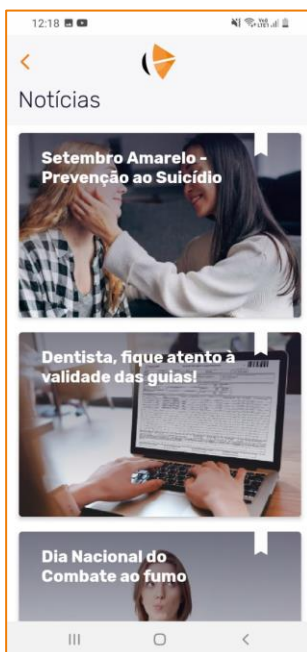 12:18
Notícias
Setembro Amarelo -
Prevenção ao Suicídio
Dentista, fique atento à
validade das guias!
Dia Nacional do
Combate ao fumo